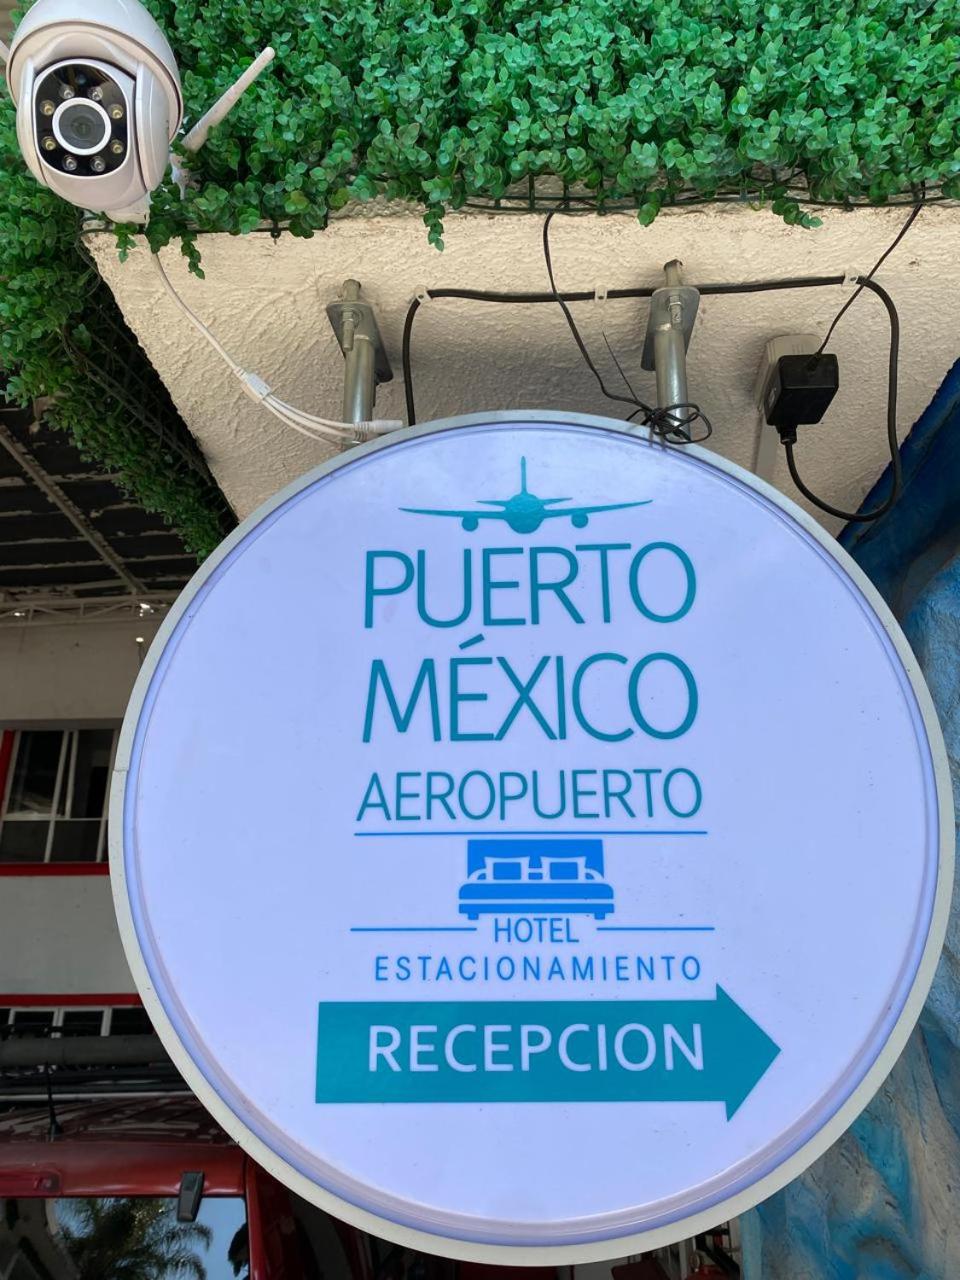 PUERTO
MÉXICO
AEROPUERTO
HOTEL
ESTACIONAMIENTO
RECEPCION